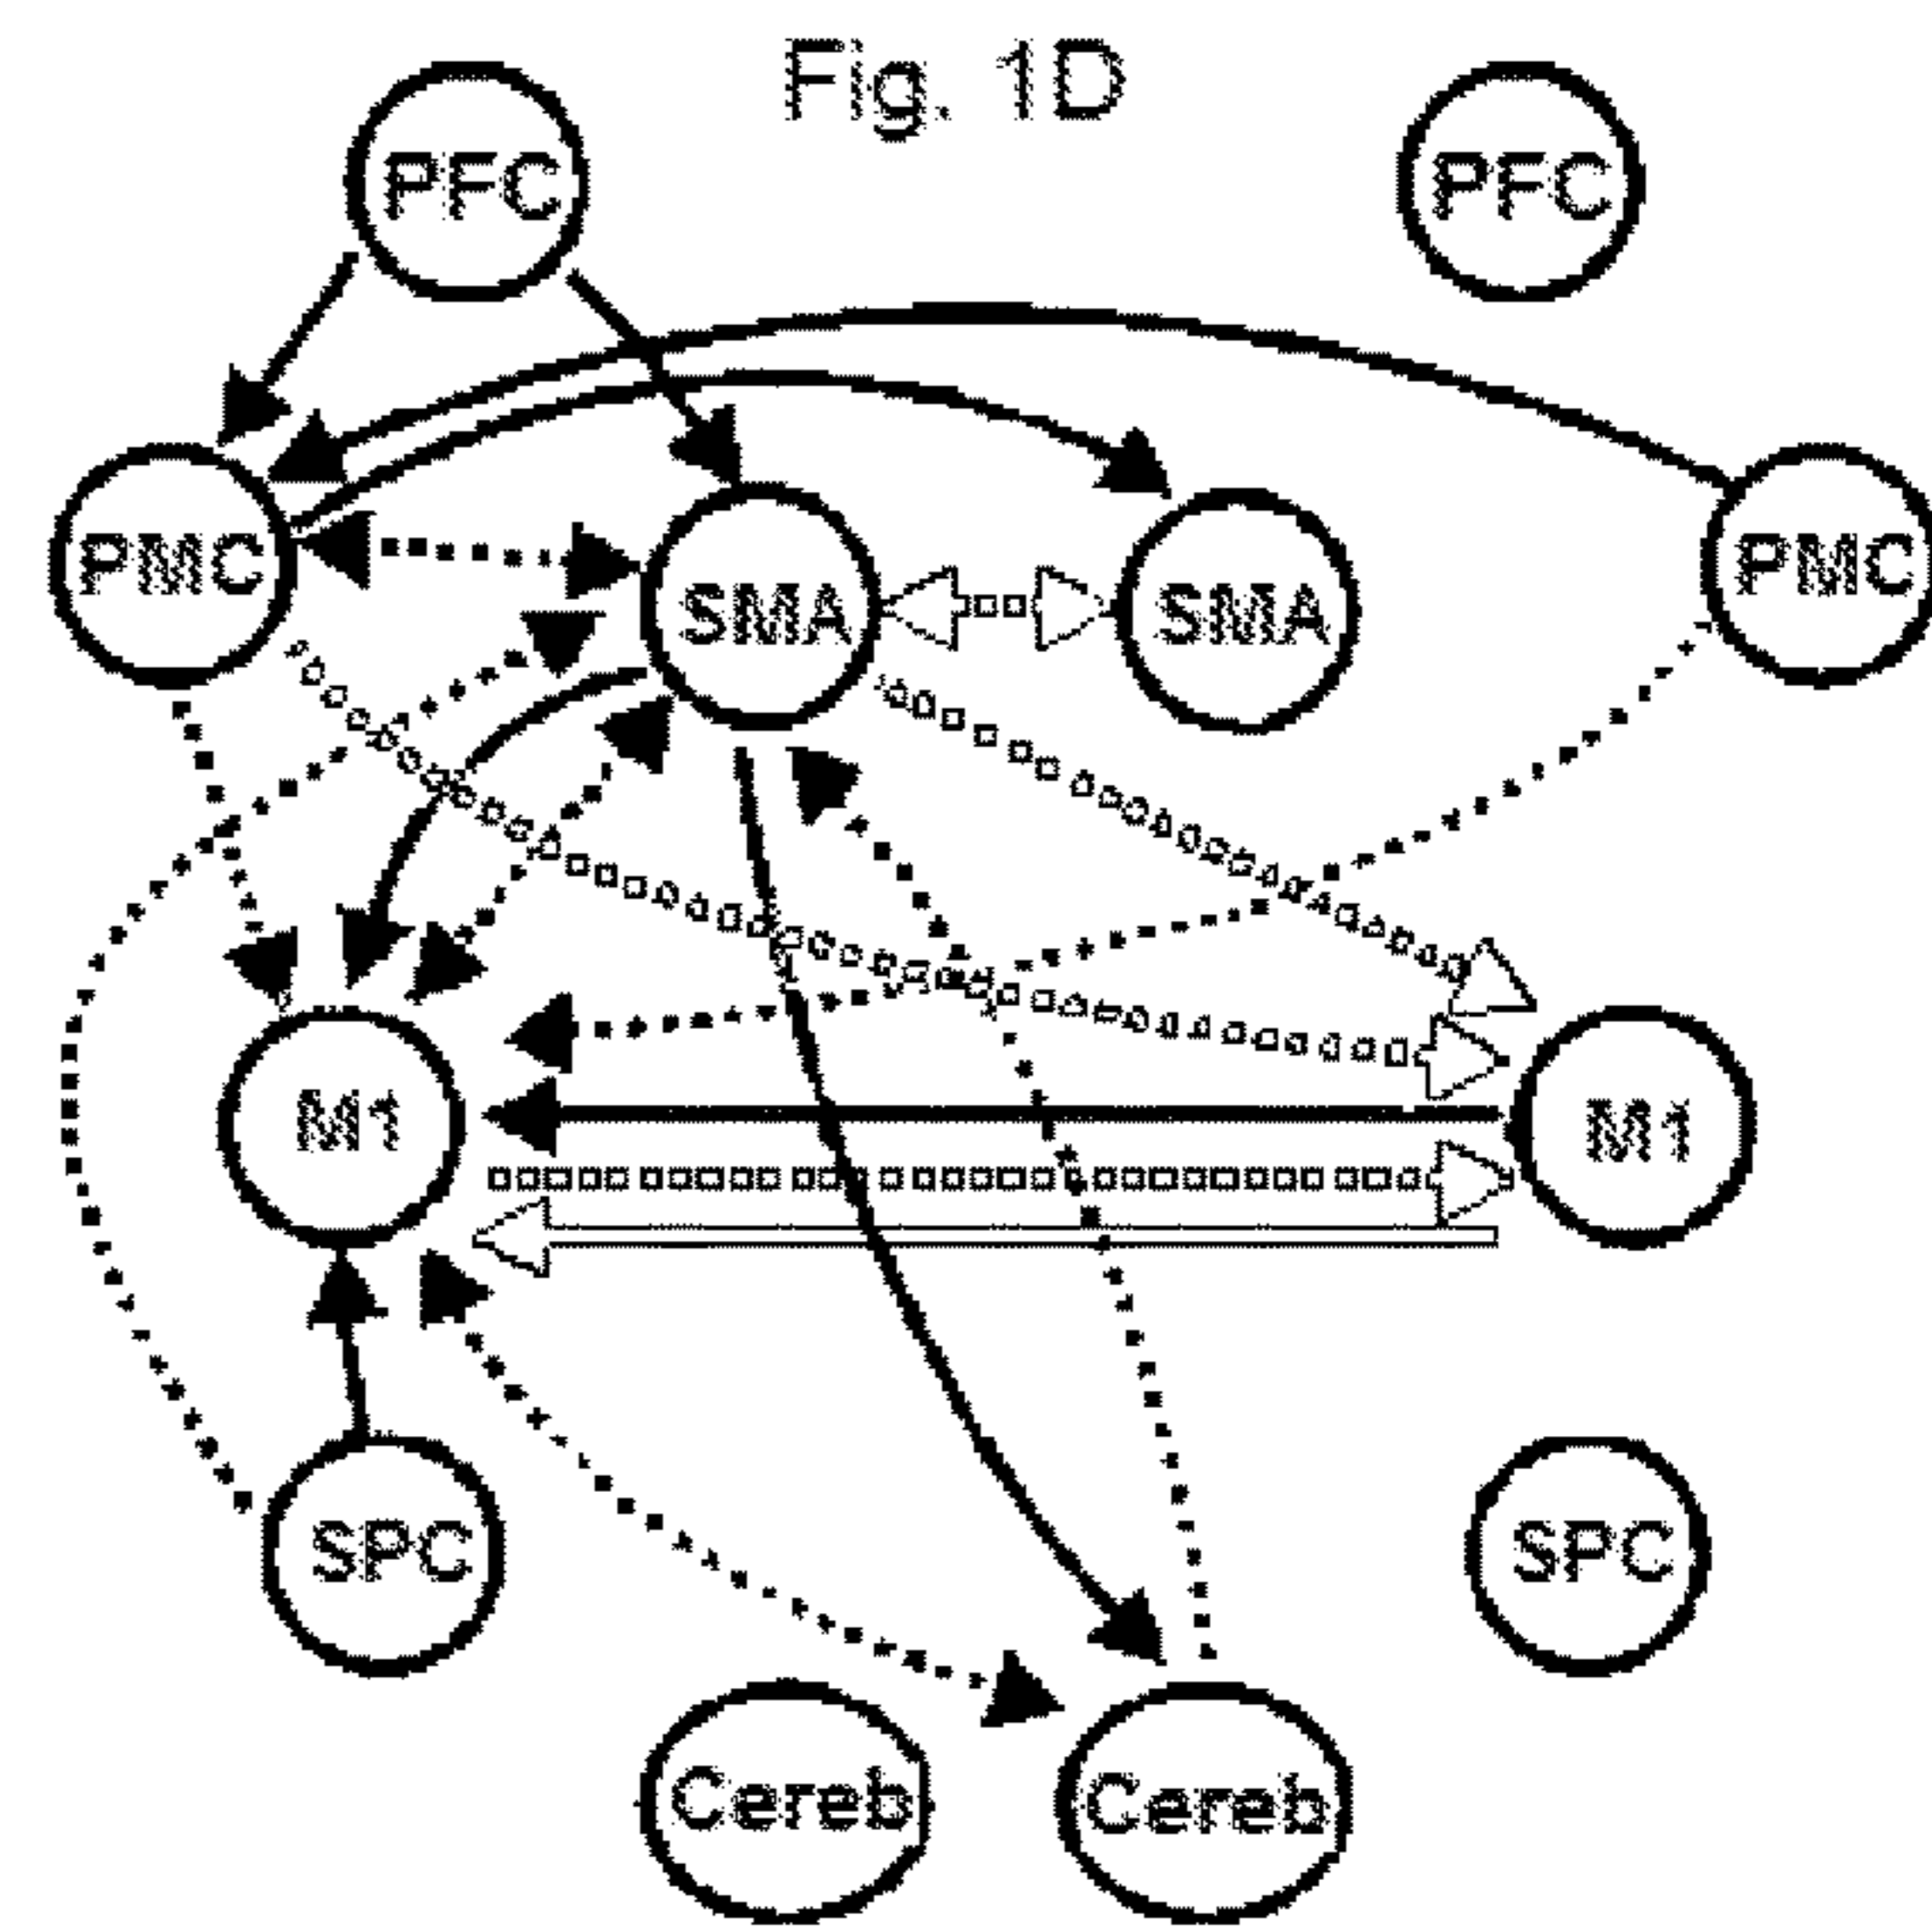 Fig. 1D
PFC
PFC
PMC
SMA
SMA
PMC
M1
M1
SPC
SPC
Cereb
Cereb